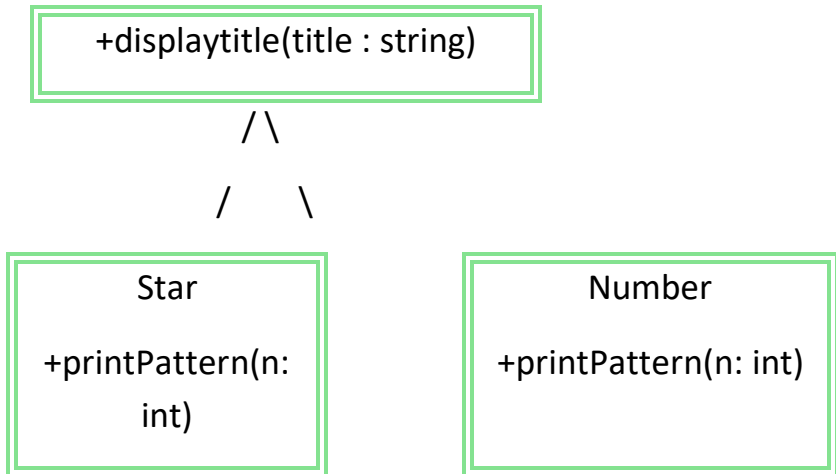 +displaytitle(title : string)
/ \
/ \
Star
Number
+printPattern(n:
int)
+printPattern(n: int)